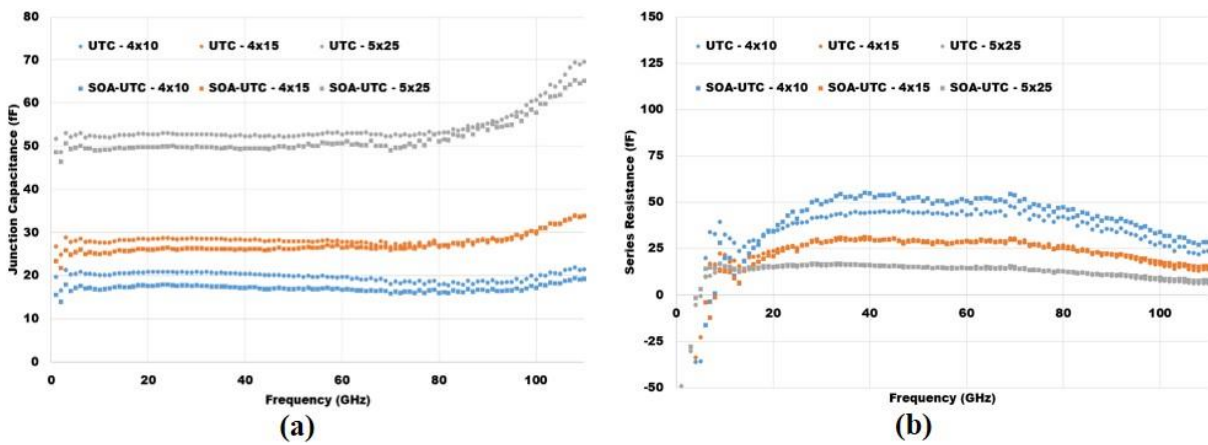 80
70
60
50
40
30
20
10
0
Junction Capacitance (fF)
UTC - 4x10 UTC - 4x15 UTC - 5x25
SOA-UTC - 4x10 SOA-UTC - 4x15 SOA-UTC - 5x25
0 20 40 60 80 100
Frequency (GHz)
(a)
150
125
100
75
50
25
0
-25
-50
Series Resistance (fF)
UTC - 4x10 UTC - 4x15 UTC - 5x25
SOA-UTC - 4x10 SOA-UTC - 4x15 SOA-UTC - 5x25
0 20 40 60 80 100
Frequency (GHz)
(b)